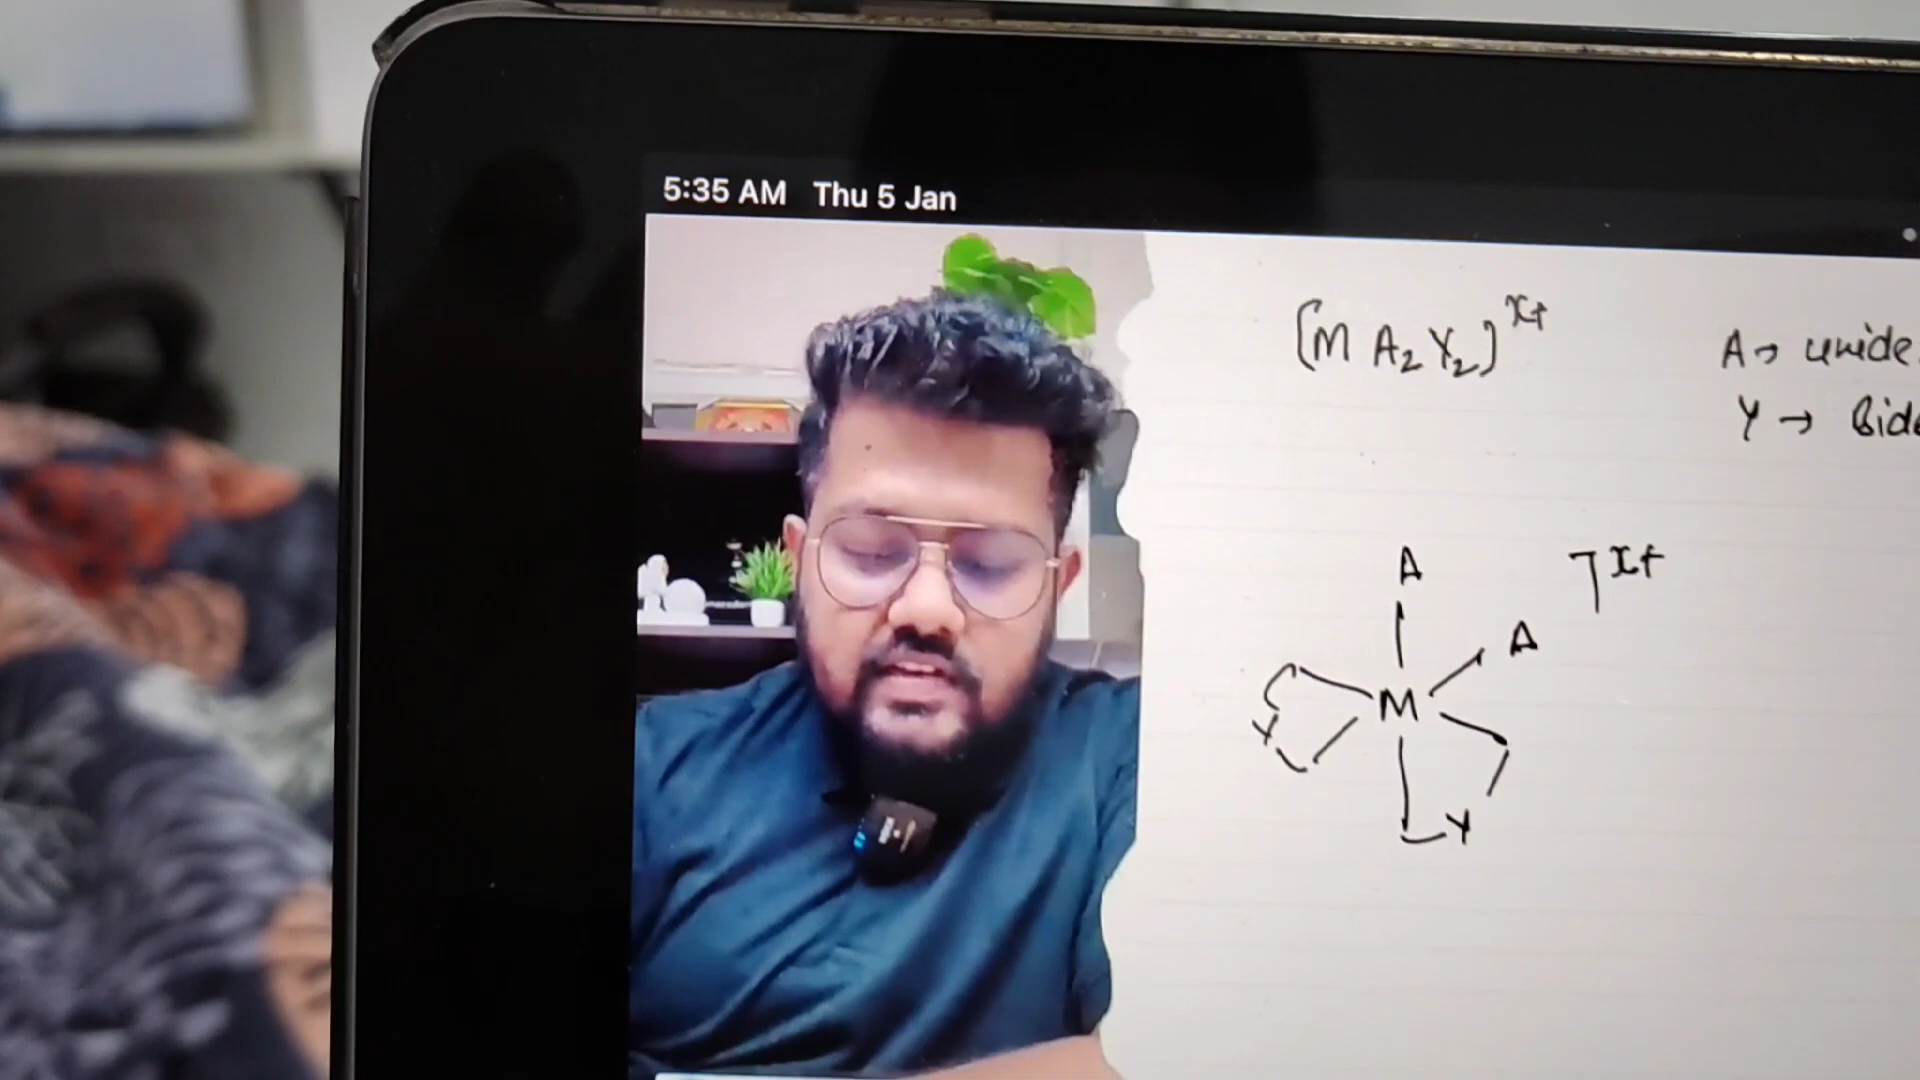 5:35 AM Thu 5 Jan
[M A2 Y2]x+
A → unide
Y → Bide
A
]x+
A
M
Y
Y